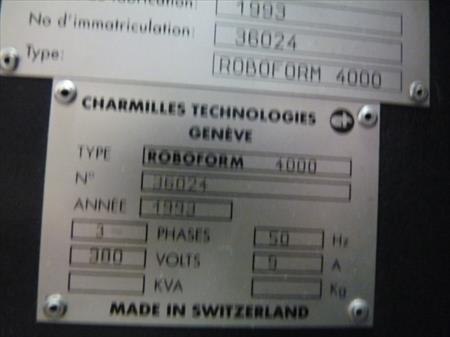 1993
No d'immatriculation: 36024
Type: ROBOFORM 4000
CHARMILLES TECHNOLOGIES
GENÈVE
TYPE ROBOFORM 4000
N° 36024
ANNÉE 1993
3 PHASES 50 Hz
380 VOLTS 9 A
KVA Kg
MADE IN SWITZERLAND